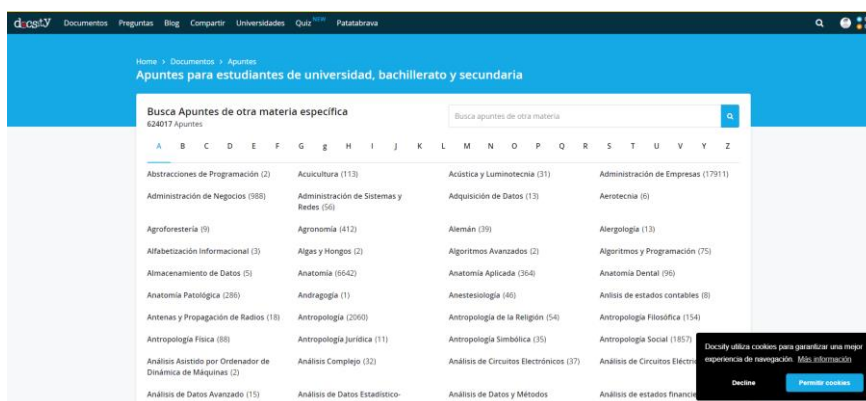 docsity Documentos Preguntas Blog Compartir Universidades Quiz NEW Patatabrava
Home > Documentos > Apuntes
Apuntes para estudiantes de universidad, bachillerato y secundaria
Busca Apuntes de otra materia específica
624017 Apuntes
Busca apuntes de otra materia
A B C D E F G g H I J K L M N O P Q R S T U V Y Z
Abstracciones de Programación (2) Acuicultura (113) Acústica y Luminotecnia (31) Administración de Empresas (17911)
Administración de Negocios (988) Administración de Sistemas y Adquisición de Datos (13) Aerotecnia (6)
Redes (56)
Agroforestería (9) Agronomía (412) Alemán (39) Alergología (13)
Alfabetización Informacional (3) Algas y Hongos (2) Algoritmos Avanzados (2) Algoritmos y Programación (75)
Almacenamiento de Datos (5) Anatomía (6642) Anatomía Aplicada (364) Anatomía Dental (96)
Anatomía Patológica (286) Andragogía (1) Anestesiología (46) Anlisis de estados contables (8)
Antenas y Propagación de Radios (18) Antropología (2060) Antropología de la Religión (54) Antropología Filosófica (154)
Antropología Física (88) Antropología Jurídica (11) Antropología Simbólica (35) Antropología Social (1857)
Análisis Asistido por Ordenador de Análisis Complejo (32) Análisis de Circuitos Electrónicos (37) Análisis de Circuitos
Dinámica de Máquinas (2)
Análisis de Datos Avanzado (15) Análisis de Datos Estadístico- Análisis de Datos y Métodos Análisis de estados
Docsity utiliza cookies para garantizar una mejor
experiencia de navegación. Más información
Decline Permitir cookies